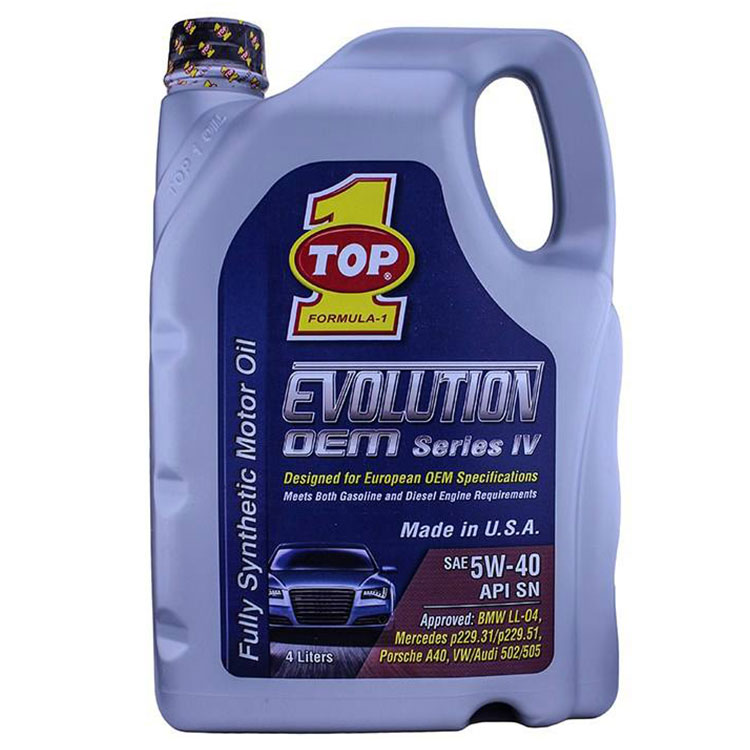 TOP 1 OIL
1
TOP®
FORMULA-1
Fully Synthetic Motor Oil
EVOLUTION
OEM Series IV
Designed for European OEM Specifications
Meets Both Gasoline and Diesel Engine Requirements
Made in U.S.A.
SAE 5W-40
API SN
Approved: BMW LL-04,
Mercedes p229.31/p229.51,
Porsche A40, VW/Audi 502/505
4 Liters